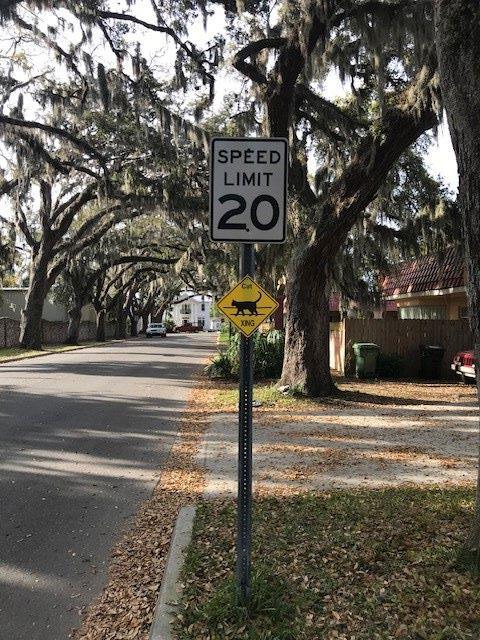 SPEED
LIMIT
20
Cat
XING